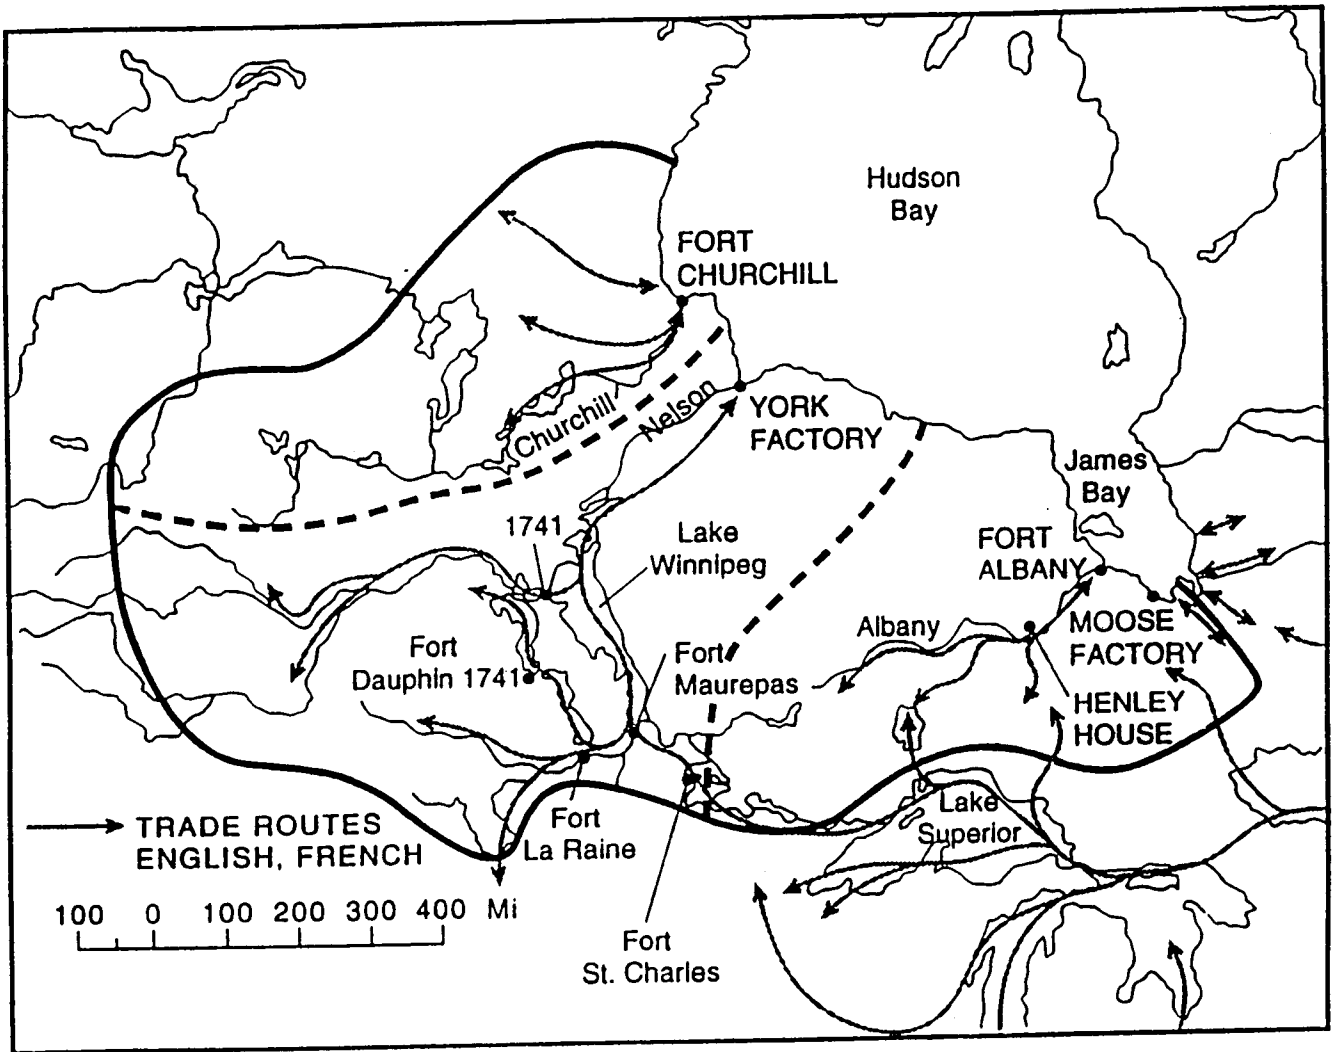 Hudson
Bay
FORT
CHURCHILL
Churchill
Nelson
YORK
FACTORY
James
Bay
1741
Lake
Winnipeg
FORT
ALBANY
Albany
MOOSE
FACTORY
Fort
Dauphin 1741
Fort
Maurepas
HENLEY
HOUSE
Lake
Superior
Fort
La Raine
TRADE ROUTES
ENGLISH, FRENCH
100 0 100 200 300 400 Mi
Fort
St. Charles